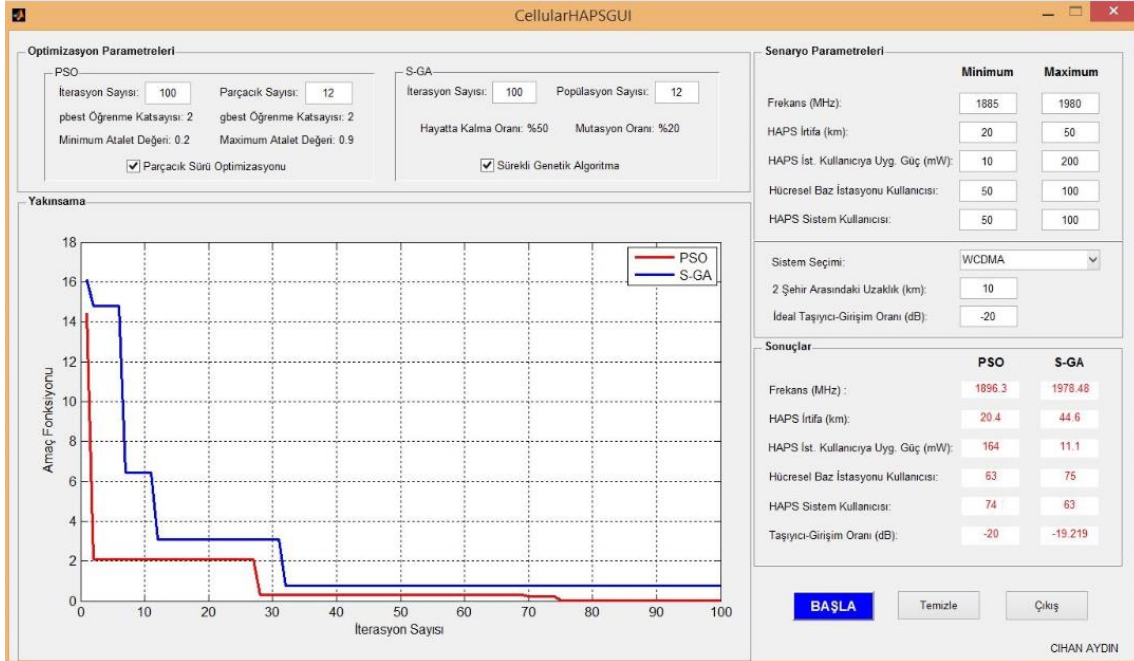 CellularHAPSGUI
Optimizasyon Parametreleri
PSO
İterasyon Sayısı: 100 Parçacık Sayısı: 12
pbest Öğrenme Katsayısı: 2 gbest Öğrenme Katsayısı: 2
Minimum Atalet Değeri: 0.2 Maximum Atalet Değeri: 0.9
Parçacık Sürü Optimizasyonu
S-GA
İterasyon Sayısı: 100 Popülasyon Sayısı: 12
Hayatta Kalma Oranı: %50 Mutasyon Oranı: %20
Sürekli Genetik Algoritma
Yakınsama
18
16
14
12
10
8
6
4
2
0
Amaç Fonksiyonu
PSO
S-GA
0 10 20 30 40 50 60 70 80 90 100
İterasyon Sayısı
Senaryo Parametreleri
Minimum Maximum
Frekans (MHz): 1885 1980
HAPS İrtifa (km): 20 50
HAPS İst. Kullanıcıya Uyg. Güç (mW): 10 200
Hücresel Baz İstasyonu Kullanıcısı: 50 100
HAPS Sistem Kullanıcısı: 50 100
Sistem Seçimi: WCDMA
2 Şehir Arasındaki Uzaklık (km): 10
İdeal Taşıyıcı-Girişim Oranı (dB): -20
Sonuçlar
PSO S-GA
Frekans (MHz) : 1896.3 1978.48
HAPS İrtifa (km): 20.4 44.6
HAPS İst. Kullanıcıya Uyg. Güç (mW): 164 11.1
Hücresel Baz İstasyonu Kullanıcısı: 63 75
HAPS Sistem Kullanıcısı: 74 63
Taşıyıcı-Girişim Oranı (dB): -20 -19.219
BAŞLA Temizle Çıkış
CIHAN AYDIN